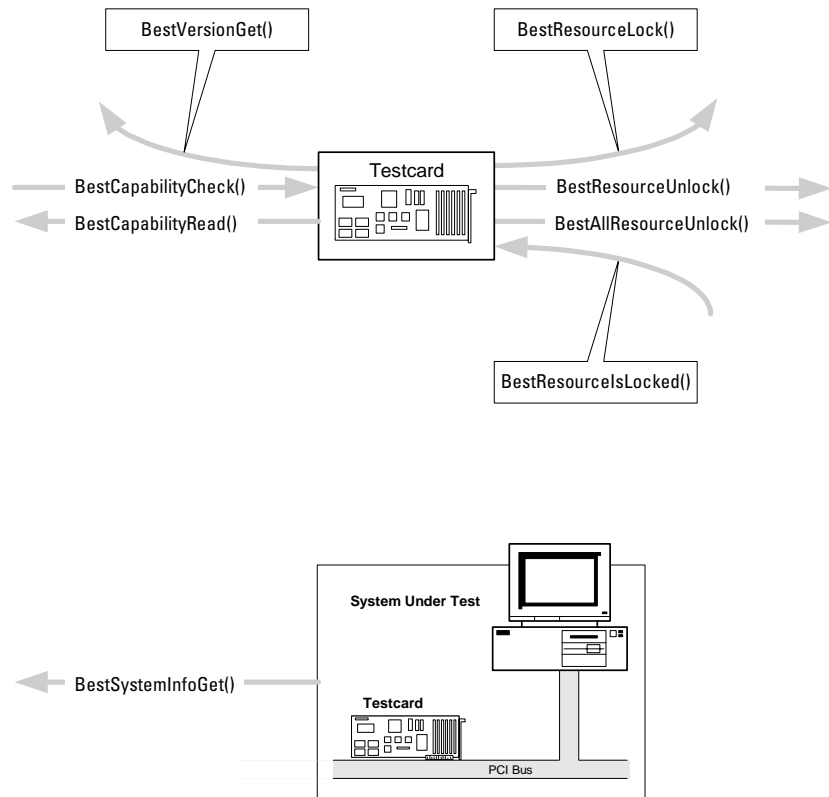 BestVersionGet()
BestResourceLock()
Testcard
BestCapabilityCheck()
BestResourceUnlock()
BestCapabilityRead()
BestAllResourceUnlock()
BestResourceIsLocked()
System Under Test
BestSystemInfoGet()
Testcard
PCI Bus